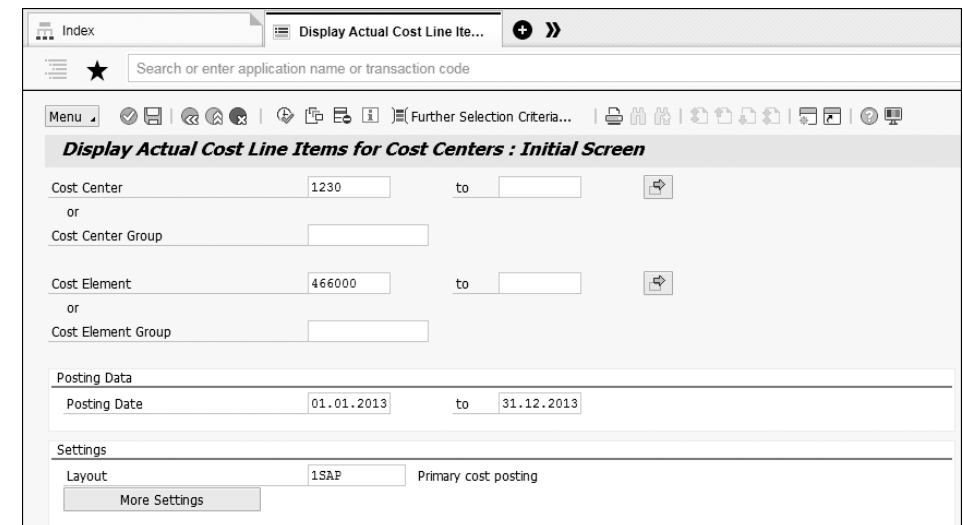 Index
Display Actual Cost Line Ite...
Search or enter application name or transaction code
Menu Further Selection Criteria...
Display Actual Cost Line Items for Cost Centers : Initial Screen
Cost Center 1230 to
or
Cost Center Group
Cost Element 466000 to
or
Cost Element Group
Posting Data
Posting Date 01.01.2013 to 31.12.2013
Settings
Layout 1SAP Primary cost posting
More Settings